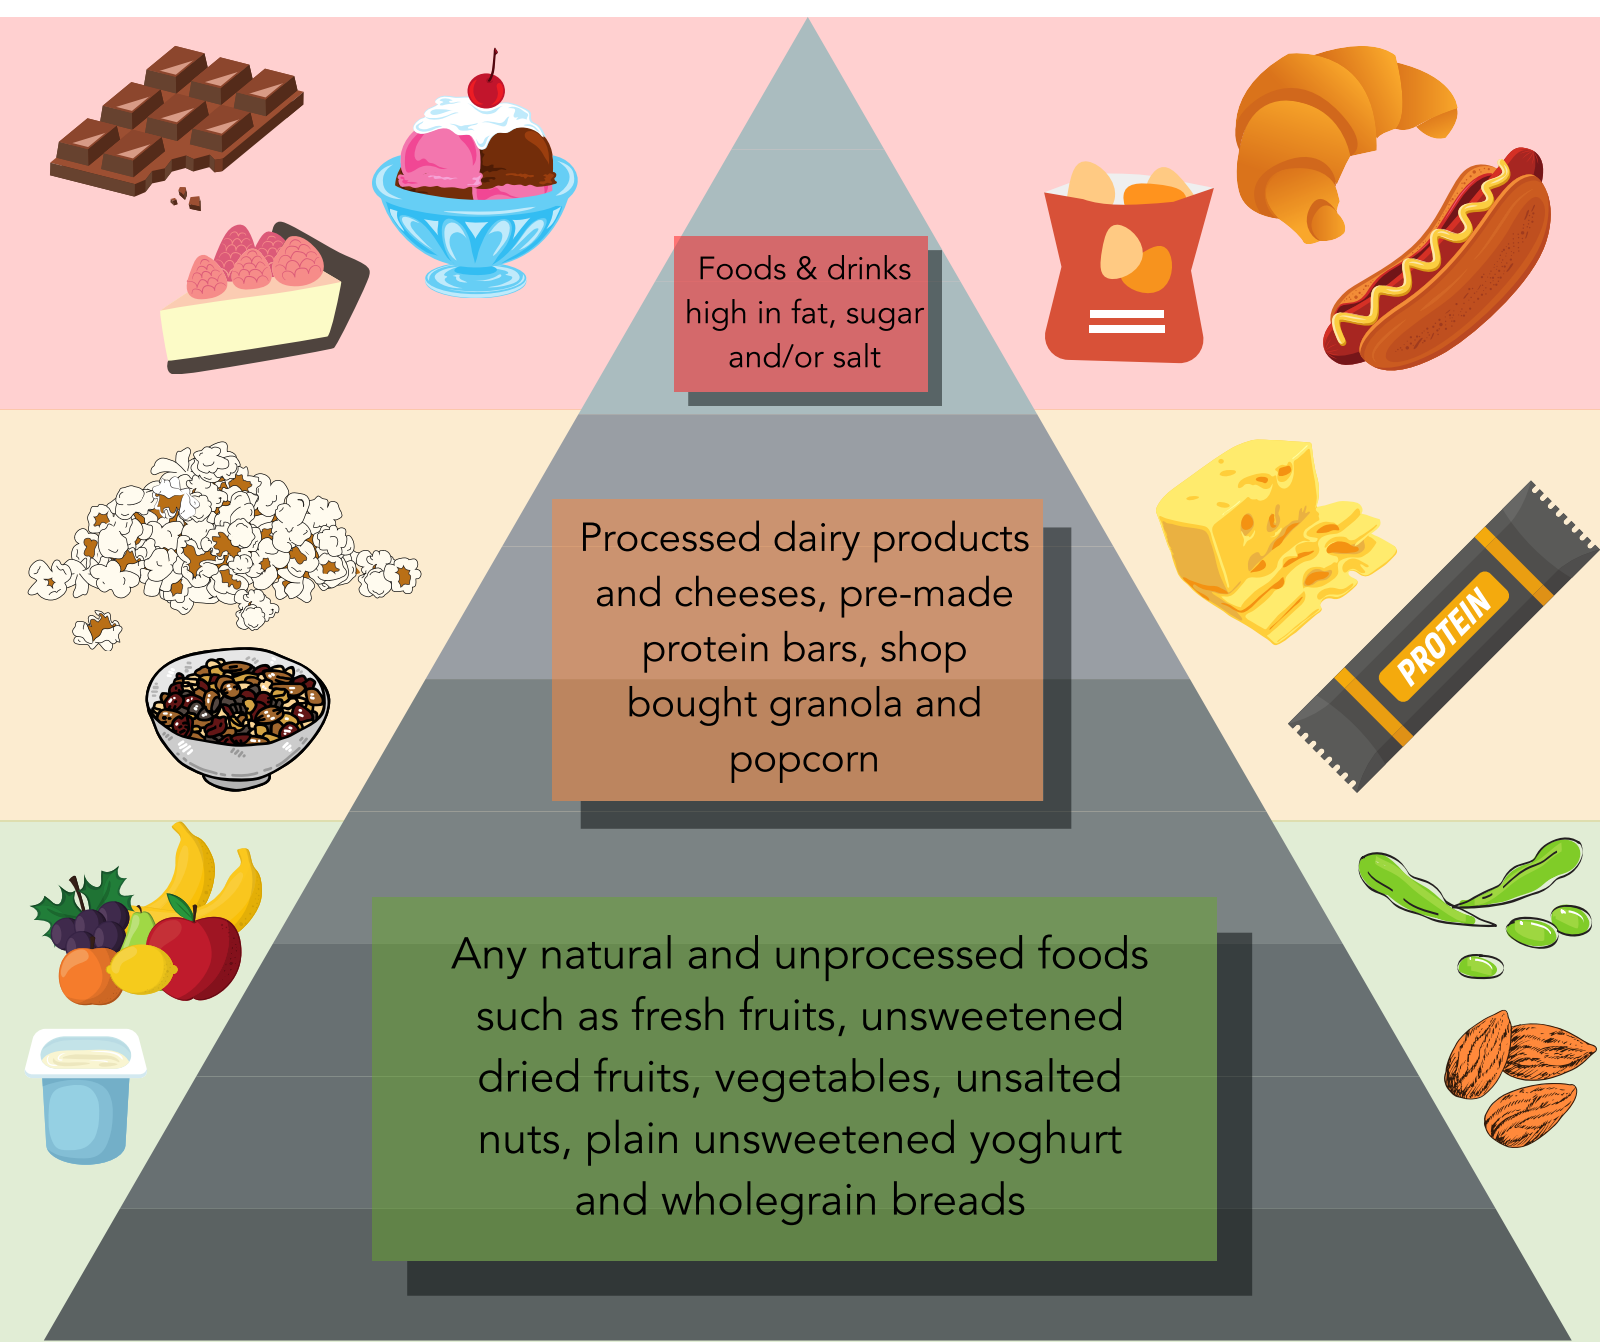 Foods & drinks
high in fat, sugar
and/or salt
Processed dairy products
and cheeses, pre-made
protein bars, shop
bought granola and
popcorn
PROTEIN
Any natural and unprocessed foods
such as fresh fruits, unsweetened
dried fruits, vegetables, unsalted
nuts, plain unsweetened yoghurt
and wholegrain breads